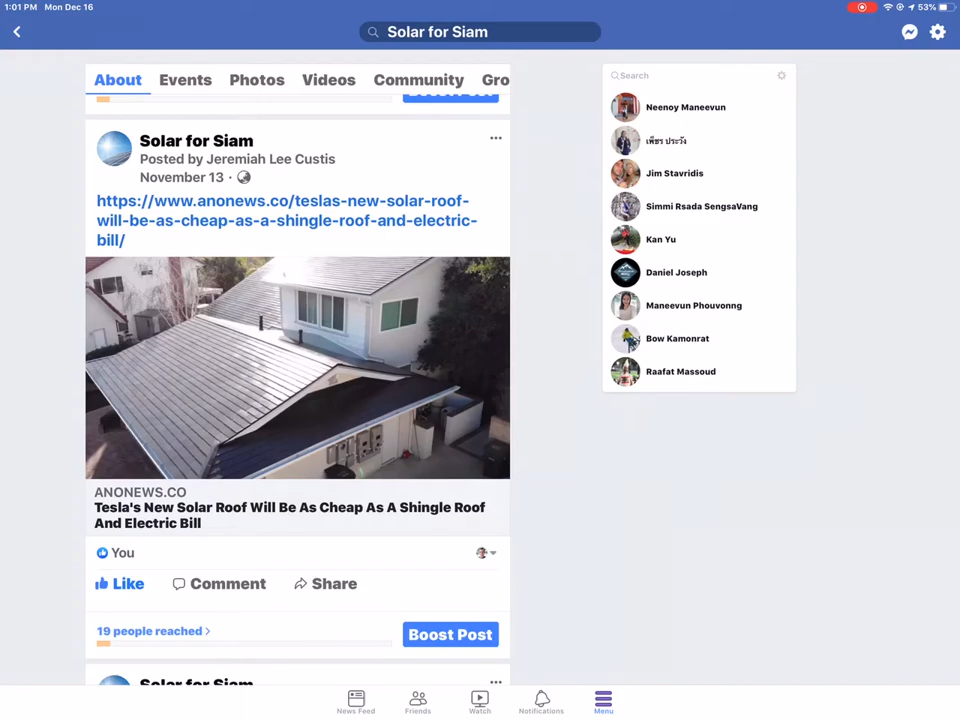 1:01 PM Mon Dec 16
53%
Solar for Siam
About Events Photos Videos Community Gro
Boost Post
Solar for Siam
Posted by Jeremiah Lee Custis
November 13 ·
https://www.anonews.co/teslas-new-solar-roof-
will-be-as-cheap-as-a-shingle-roof-and-electric-
bill/
ANONEWS.CO
Tesla's New Solar Roof Will Be As Cheap As A Shingle Roof
And Electric Bill
You
Like Comment Share
19 people reached >
Boost Post
Solar for Siam
Search
Neenoy Maneevun
เพ็ชร ประวัง
Jim Stavridis
Simmi Rsada SengsaVang
Kan Yu
Daniel Joseph
Maneevun Phouvonng
Bow Kamonrat
Raafat Massoud
News Feed Friends Watch Notifications Menu